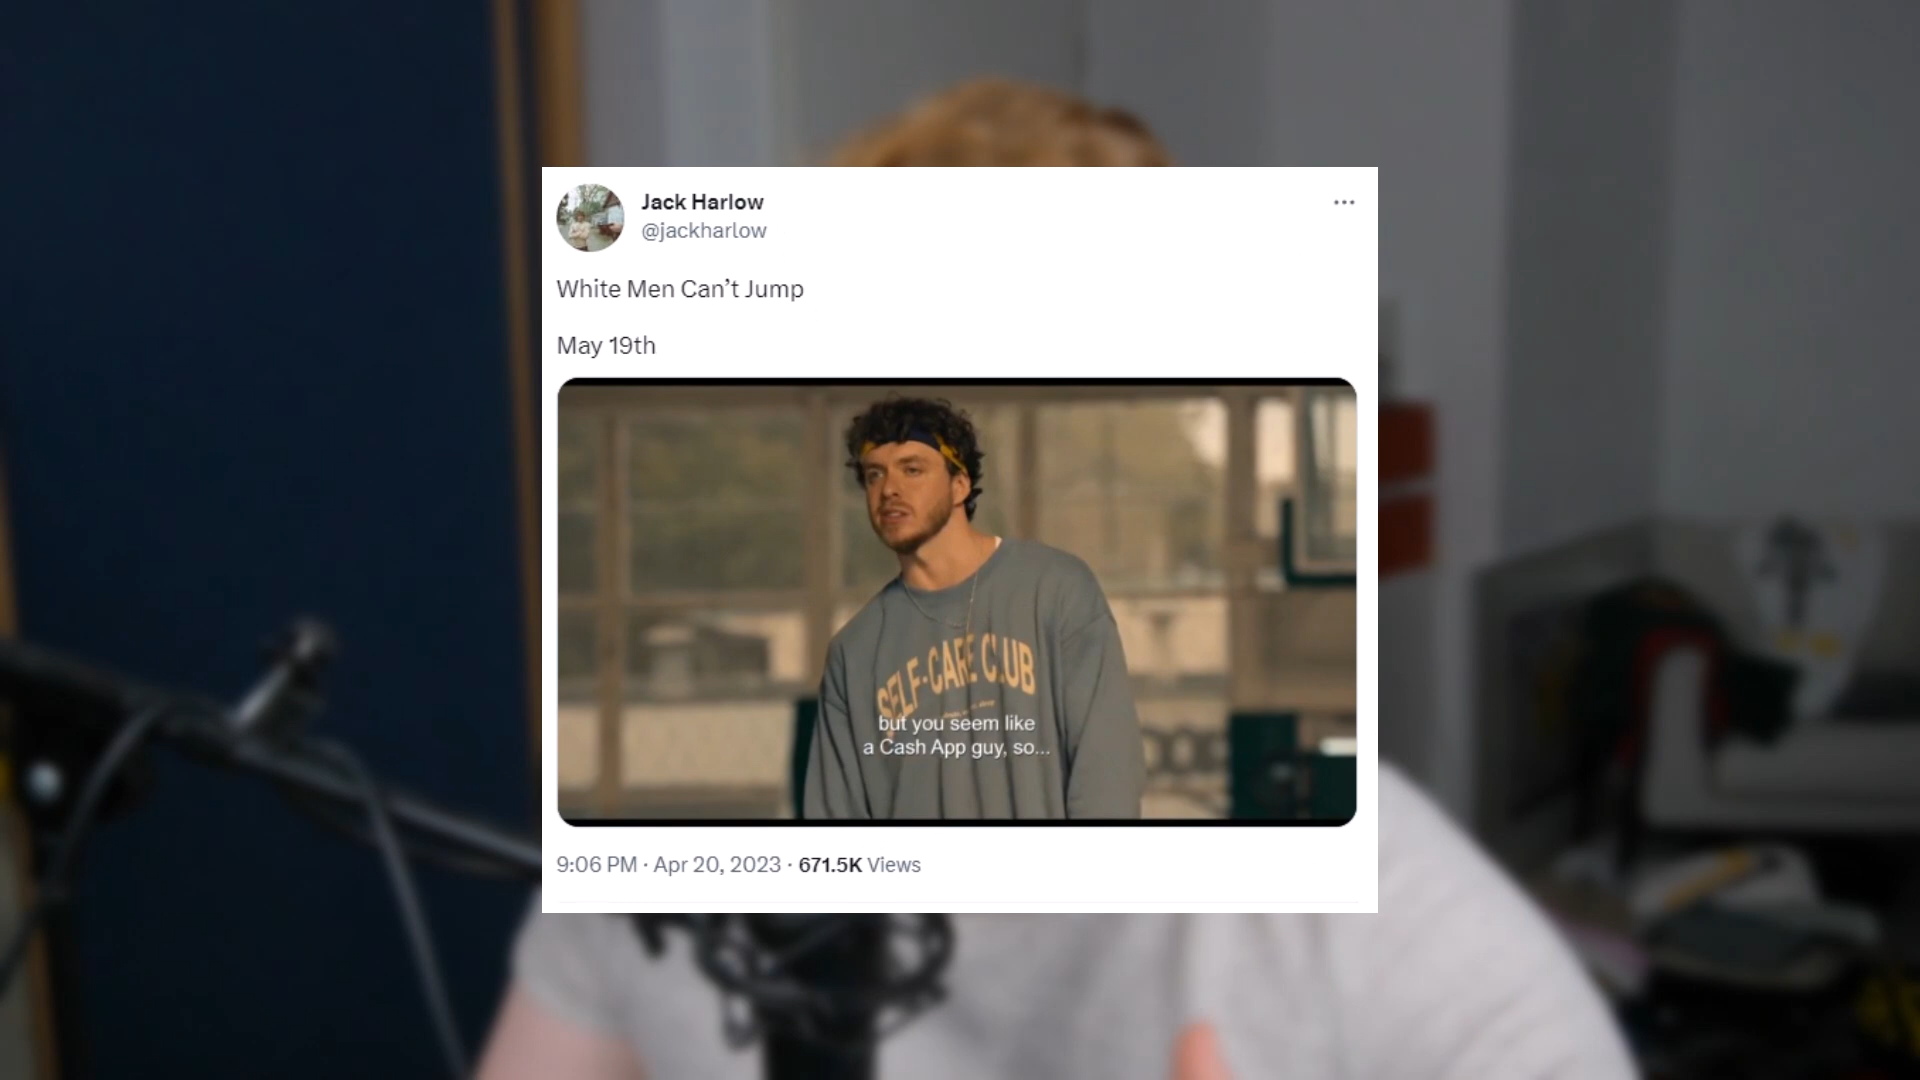 Jack Harlow
@jackharlow
White Men Can’t Jump
May 19th
SELF-CARE CLUB
but you seem like
a Cash App guy, so...
9:06 PM · Apr 20, 2023 · 671.5K Views